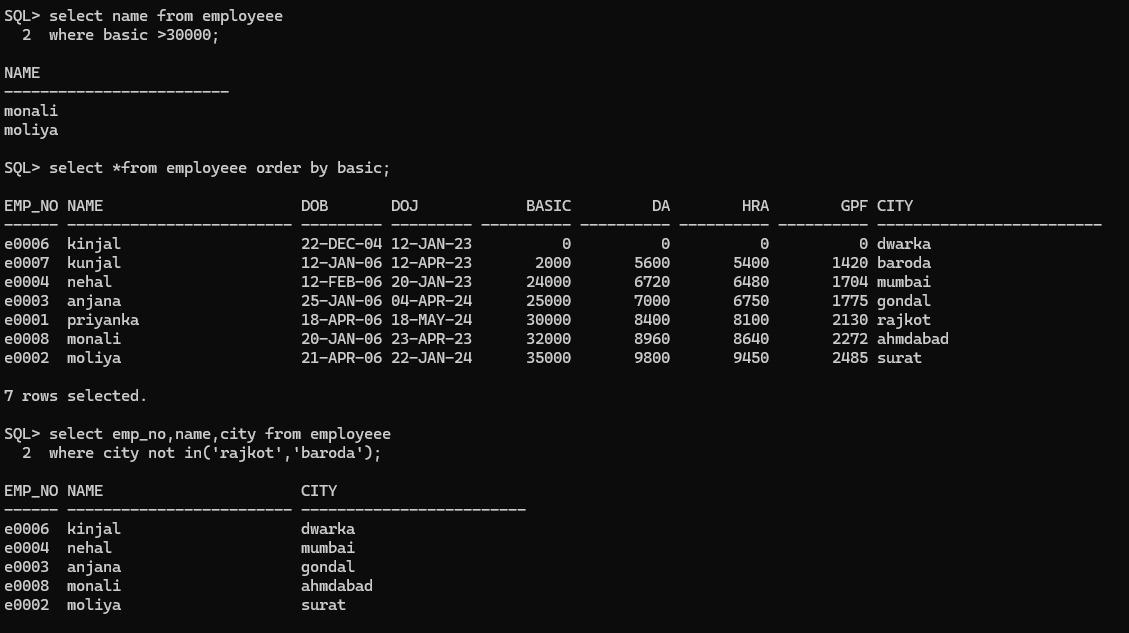 SQL> select name from employeee
  2  where basic >30000;
NAME
-------------------------
monali
moliya
SQL> select *from employeee order by basic;
EMP_NO NAME                      DOB       DOJ            BASIC         DA        HRA        GPF CITY
------ ------------------------- --------- --------- ---------- ---------- ---------- ---------- -------------------------
e0006  kinjal                    22-DEC-04 12-JAN-23          0          0          0          0 dwarka
e0007  kunjal                    12-JAN-06 12-APR-23       2000       5600       5400       1420 baroda
e0004  nehal                     12-FEB-06 20-JAN-23      24000       6720       6480       1704 mumbai
e0003  anjana                    25-JAN-06 04-APR-24      25000       7000       6750       1775 gondal
e0001  priyanka                  18-APR-06 18-MAY-24      30000       8400       8100       2130 rajkot
e0008  monali                    20-JAN-06 23-APR-23      32000       8960       8640       2272 ahmdabad
e0002  moliya                    21-APR-06 22-JAN-24      35000       9800       9450       2485 surat
7 rows selected.
SQL> select emp_no,name,city from employeee
  2  where city not in('rajkot','baroda');
EMP_NO NAME                      CITY
------ ------------------------- -------------------------
e0006  kinjal                    dwarka
e0004  nehal                     mumbai
e0003  anjana                    gondal
e0008  monali                    ahmdabad
e0002  moliya                    surat